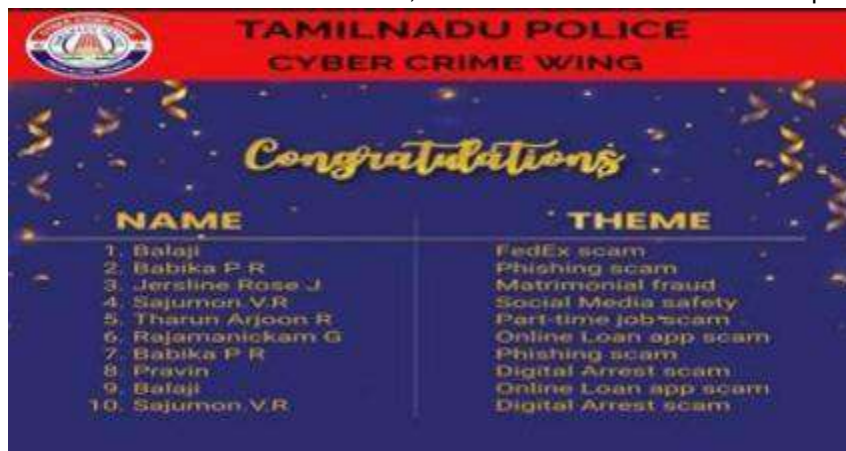 TAMILNADU POLICE
CYBER CRIME WING
Congratulations
NAME THEME
1. Balaji FedEx scam
2. Babika P R Phishing scam
3. Jersline Rose J Matrimonial fraud
4. Sajumon V.R Social Media safety
5. Tharun Arjoon R Part-time job scam
6. Rajamanickam G Online Loan app scam
7. Babika P R Phishing scam
8. Pravin Digital Arrest scam
9. Balaji Online Loan app scam
10. Sajumon V.R Digital Arrest scam